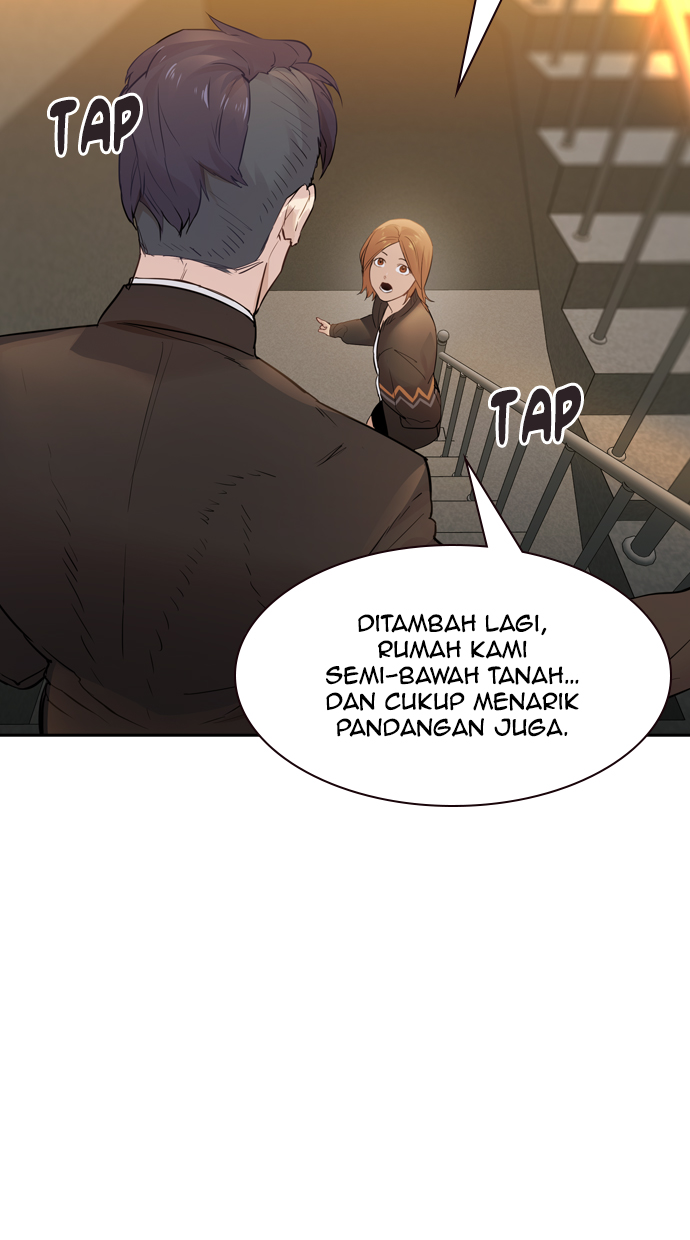 TAP
TAP
DITAMBAH LAGI,
RUMAH KAMI
SEMI-BAWAH TANAH...
DAN CUKUP MENARIK
PANDANGAN JUGA.